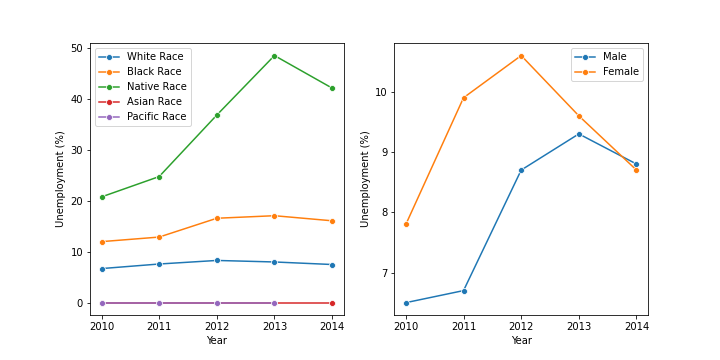 White Race
Black Race
Native Race
Asian Race
Pacific Race
50
40
30
20
10
0
Unemployment (%)
2010 2011 2012 2013 2014
Year
Male
Female
10
9
8
7
Unemployment (%)
2010 2011 2012 2013 2014
Year